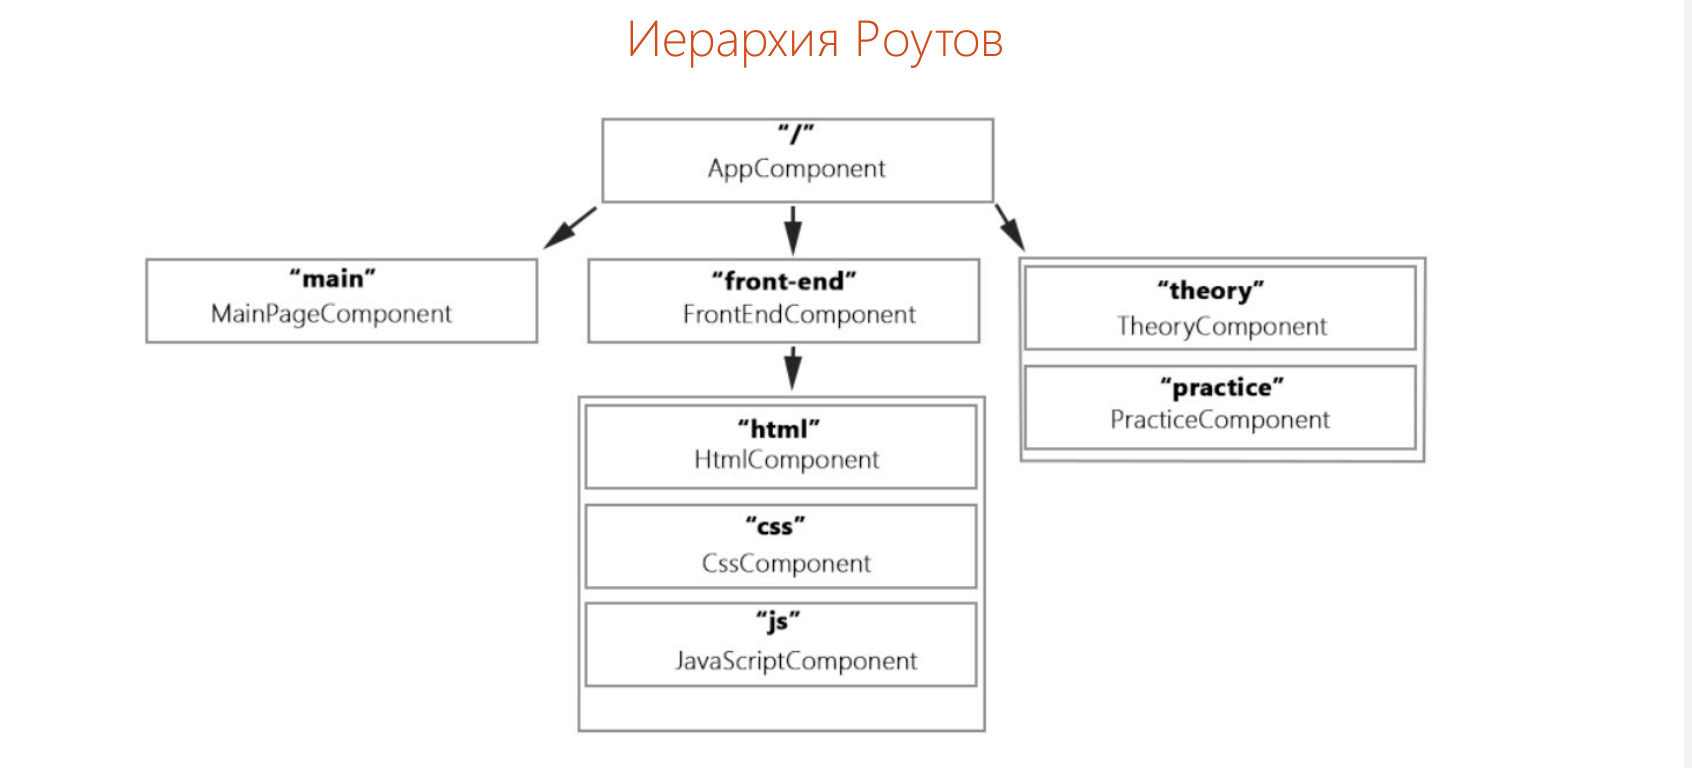 Иерархия Роутов
“/”
AppComponent
“main”
MainPageComponent
“front-end”
FrontEndComponent
“theory”
TheoryComponent
“practice”
PracticeComponent
“html”
HtmlComponent
“css”
CssComponent
“js”
JavaScriptComponent